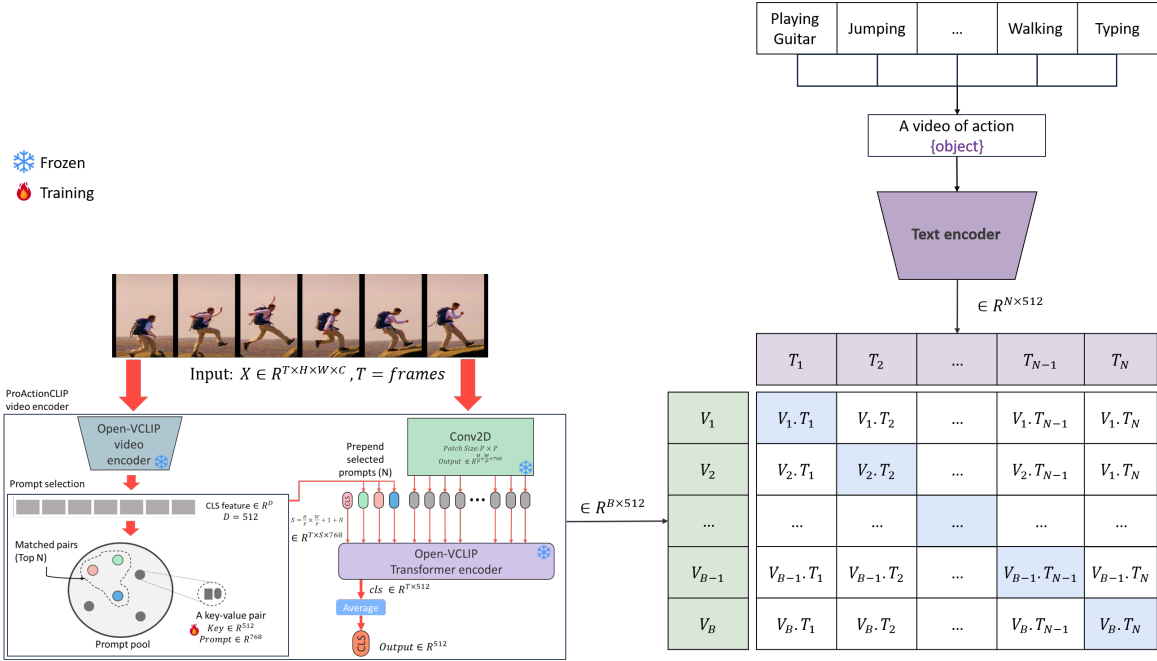 Playing
Guitar
Jumping
...
Walking
Typing
A video of action
{object}
Text encoder
∈ R^{N×512}
Frozen
Training
Input: X ∈ R^{T×H×W×C} , T = frames
ProActionCLIP
video encoder
Open-VCLIP
video
encoder
Prompt selection
CLS feature ∈ R^D
D = 512
Matched pairs
(Top N)
A key-value pair
Key ∈ R^{512}
Prompt ∈ R^{768}
Prompt pool
Prepend
selected
prompts (N)
Conv2D
Patch Size: P × P
Output ∈ R^{H/P × W/P ×768}
CLS
S = H/P × W/P + 1 + N
∈ R^{T×S×768}
Open-VCLIP
Transformer encoder
cls ∈ R^{T×512}
Average
CLS
Output ∈ R^{512}
∈ R^{B×512}
T_1 T_2 ... T_{N−1} T_N
V_1 V_1.T_1 V_1.T_2 ... V_1.T_{N−1} V_1.T_N
V_2 V_2.T_1 V_2.T_2 ... V_2.T_{N−1} V_1.T_N
... ... ... ... ... ...
V_{B−1} V_{B−1}.T_1 V_{B−1}.T_2 ... V_{B−1}.T_{N−1} V_{B−1}.T_N
V_B V_B.T_1 V_B.T_2 ... V_B.T_{N−1} V_B.T_N